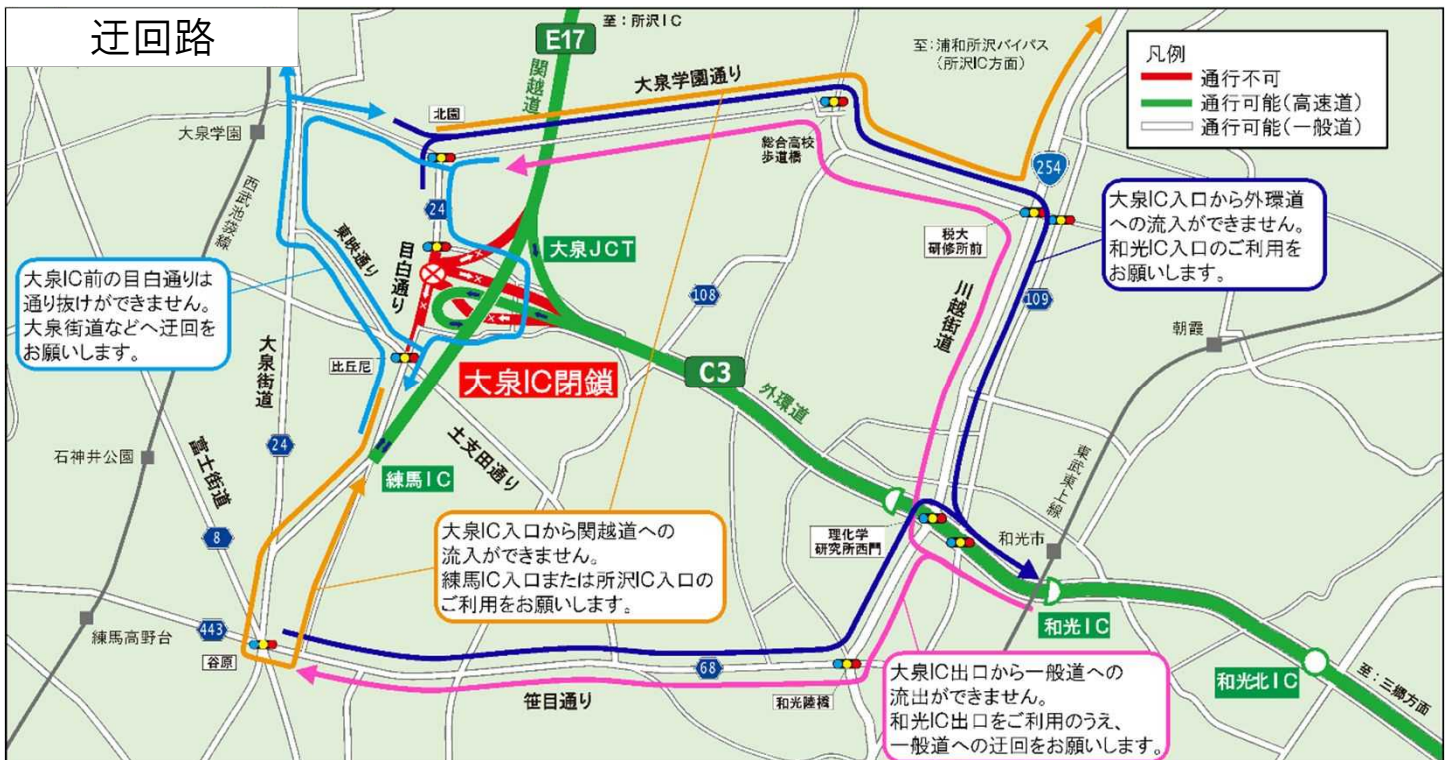 迂回路
至：所沢IC
E17
関越道
至：浦和所沢バイパス
(所沢IC方面)
凡例
通行不可
通行可能(高速道)
通行可能(一般道)
大泉学園通り
北園
大泉学園
総合高校
歩道橋
254
西武池袋線
24
東映通り
目白通り
大泉JCT
税大
研修所前
大泉IC入口から外環道
への流入ができません。
和光IC入口のご利用を
お願いします。
大泉IC前の目白通りは
通り抜けができません。
大泉街道などへ迂回を
お願いします。
108
109
川越街道
朝霞
大泉街道
比丘尼
大泉IC閉鎖
C3
外環道
富士街道
24
土支田通り
石神井公園
練馬IC
東武東上線
8
大泉IC入口から関越道への
流入ができません。
練馬IC入口または所沢IC入口の
ご利用をお願いします。
理化学
研究所西門
和光市
練馬高野台
443
谷原
和光IC
68
笹目通り
和光陸橋
大泉IC出口から一般道への
流出ができません。
和光IC出口をご利用のうえ、
一般道への迂回をお願いします。
和光北IC
至：三郷方面